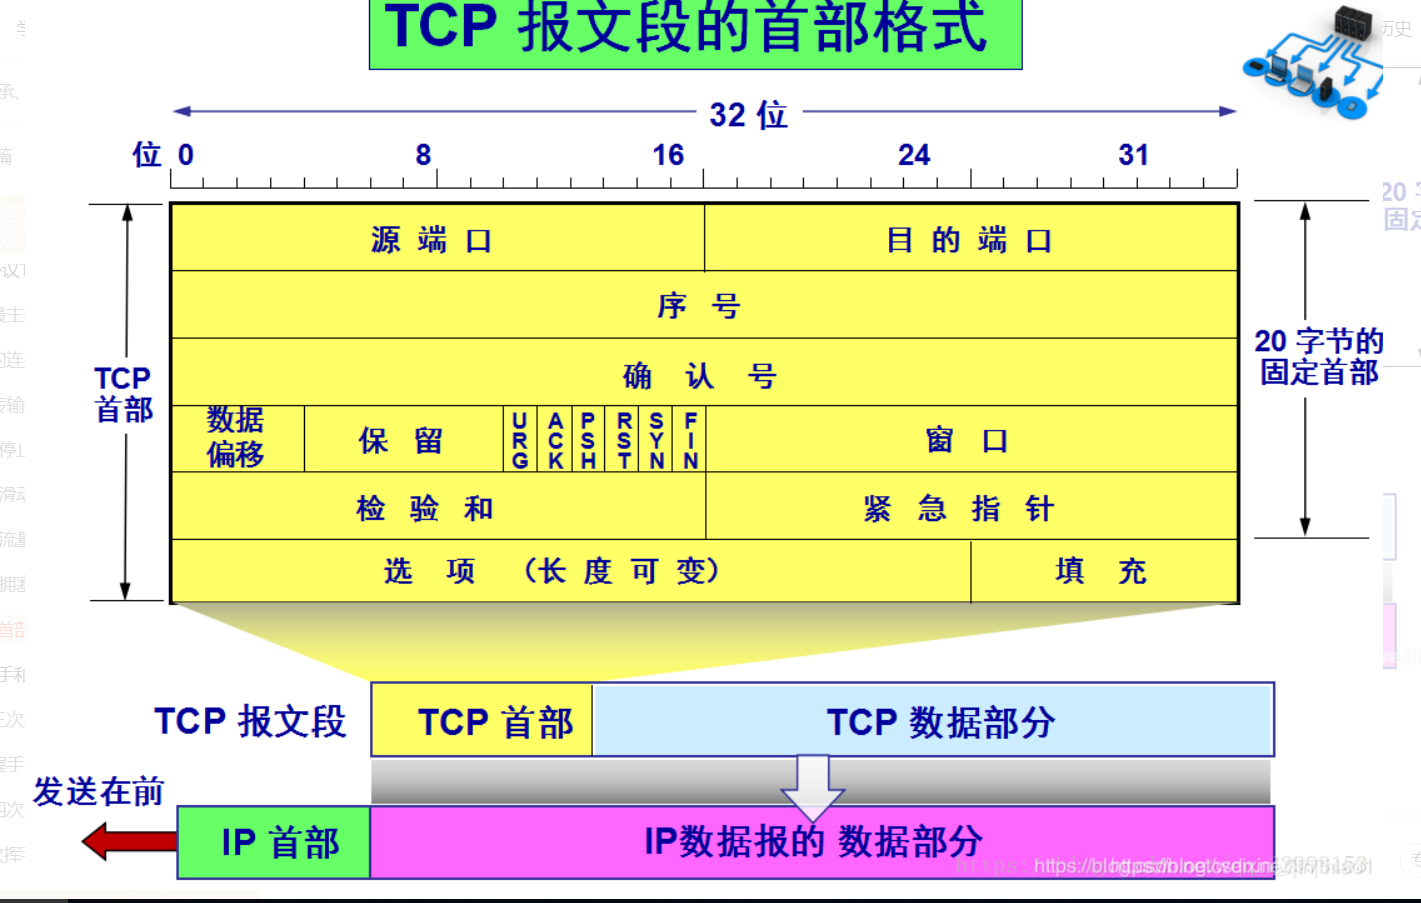 TCP 报文段的首部格式
历史
32 位
位 0 8 16 24 31
源端口 目的端口
序号
确认号
TCP
首部
20 字节的
固定首部
数据
偏移
保留
URG
ACK
PSH
RST
SYN
FIN
窗口
检验和 紧急指针
选项 （长度可变） 填充
TCP 报文段 TCP 首部 TCP 数据部分
发送在前
IP 首部 IP数据报的 数据部分